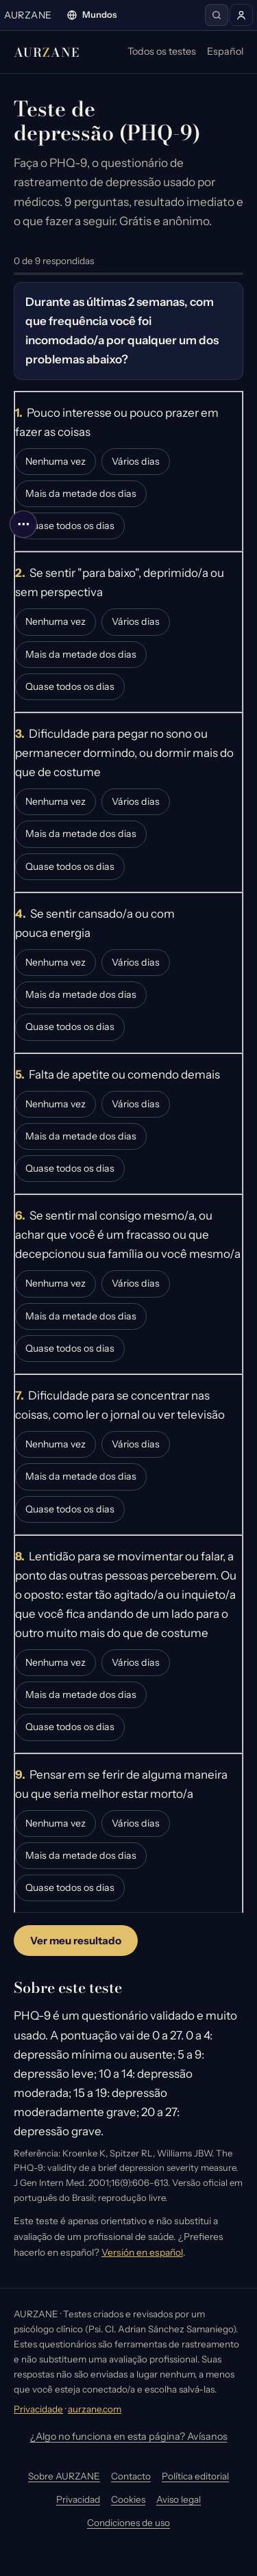 AURZANE Mundos
AURZANE Todos os testes Español
Teste de
depressão (PHQ-9)
Faça o PHQ-9, o questionário de
rastreamento de depressão usado por
médicos. 9 perguntas, resultado imediato e
o que fazer a seguir. Grátis e anônimo.
0 de 9 respondidas
Durante as últimas 2 semanas, com
que frequência você foi
incomodado/a por qualquer um dos
problemas abaixo?
1. Pouco interesse ou pouco prazer em
fazer as coisas
Nenhuma vez Vários dias
Mais da metade dos dias
Quase todos os dias
2. Se sentir "para baixo", deprimido/a ou
sem perspectiva
Nenhuma vez Vários dias
Mais da metade dos dias
Quase todos os dias
3. Dificuldade para pegar no sono ou
permanecer dormindo, ou dormir mais do
que de costume
Nenhuma vez Vários dias
Mais da metade dos dias
Quase todos os dias
4. Se sentir cansado/a ou com
pouca energia
Nenhuma vez Vários dias
Mais da metade dos dias
Quase todos os dias
5. Falta de apetite ou comendo demais
Nenhuma vez Vários dias
Mais da metade dos dias
Quase todos os dias
6. Se sentir mal consigo mesmo/a, ou
achar que você é um fracasso ou que
decepcionou sua família ou você mesmo/a
Nenhuma vez Vários dias
Mais da metade dos dias
Quase todos os dias
7. Dificuldade para se concentrar nas
coisas, como ler o jornal ou ver televisão
Nenhuma vez Vários dias
Mais da metade dos dias
Quase todos os dias
8. Lentidão para se movimentar ou falar, a
ponto das outras pessoas perceberem. Ou
o oposto: estar tão agitado/a ou inquieto/a
que você fica andando de um lado para o
outro muito mais do que de costume
Nenhuma vez Vários dias
Mais da metade dos dias
Quase todos os dias
9. Pensar em se ferir de alguma maneira
ou que seria melhor estar morto/a
Nenhuma vez Vários dias
Mais da metade dos dias
Quase todos os dias
Ver meu resultado
Sobre este teste
PHQ-9 é um questionário validado e muito
usado. A pontuação vai de 0 a 27. 0 a 4:
depressão mínima ou ausente; 5 a 9:
depressão leve; 10 a 14: depressão
moderada; 15 a 19: depressão
moderadamente grave; 20 a 27:
depressão grave.
Referência: Kroenke K, Spitzer RL, Williams JBW. The
PHQ-9: validity of a brief depression severity measure.
J Gen Intern Med. 2001;16(9):606–613. Versão oficial em
português do Brasil; reprodução livre.
Este teste é apenas orientativo e não substitui a
avaliação de um profissional de saúde. ¿Prefieres
hacerlo en español? Versión en español.
AURZANE · Testes criados e revisados por um
psicólogo clínico (Psi. Cl. Adrian Sánchez Samaniego).
Estes questionários são ferramentas de rastreamento
e não substituem uma avaliação profissional. Suas
respostas não são enviadas a lugar nenhum, a menos
que você esteja conectado/a e escolha salvá-las.
Privacidade · aurzane.com
¿Algo no funciona en esta página? Avísanos
Sobre AURZANE Contacto Política editorial
Privacidad Cookies Aviso legal
Condiciones de uso